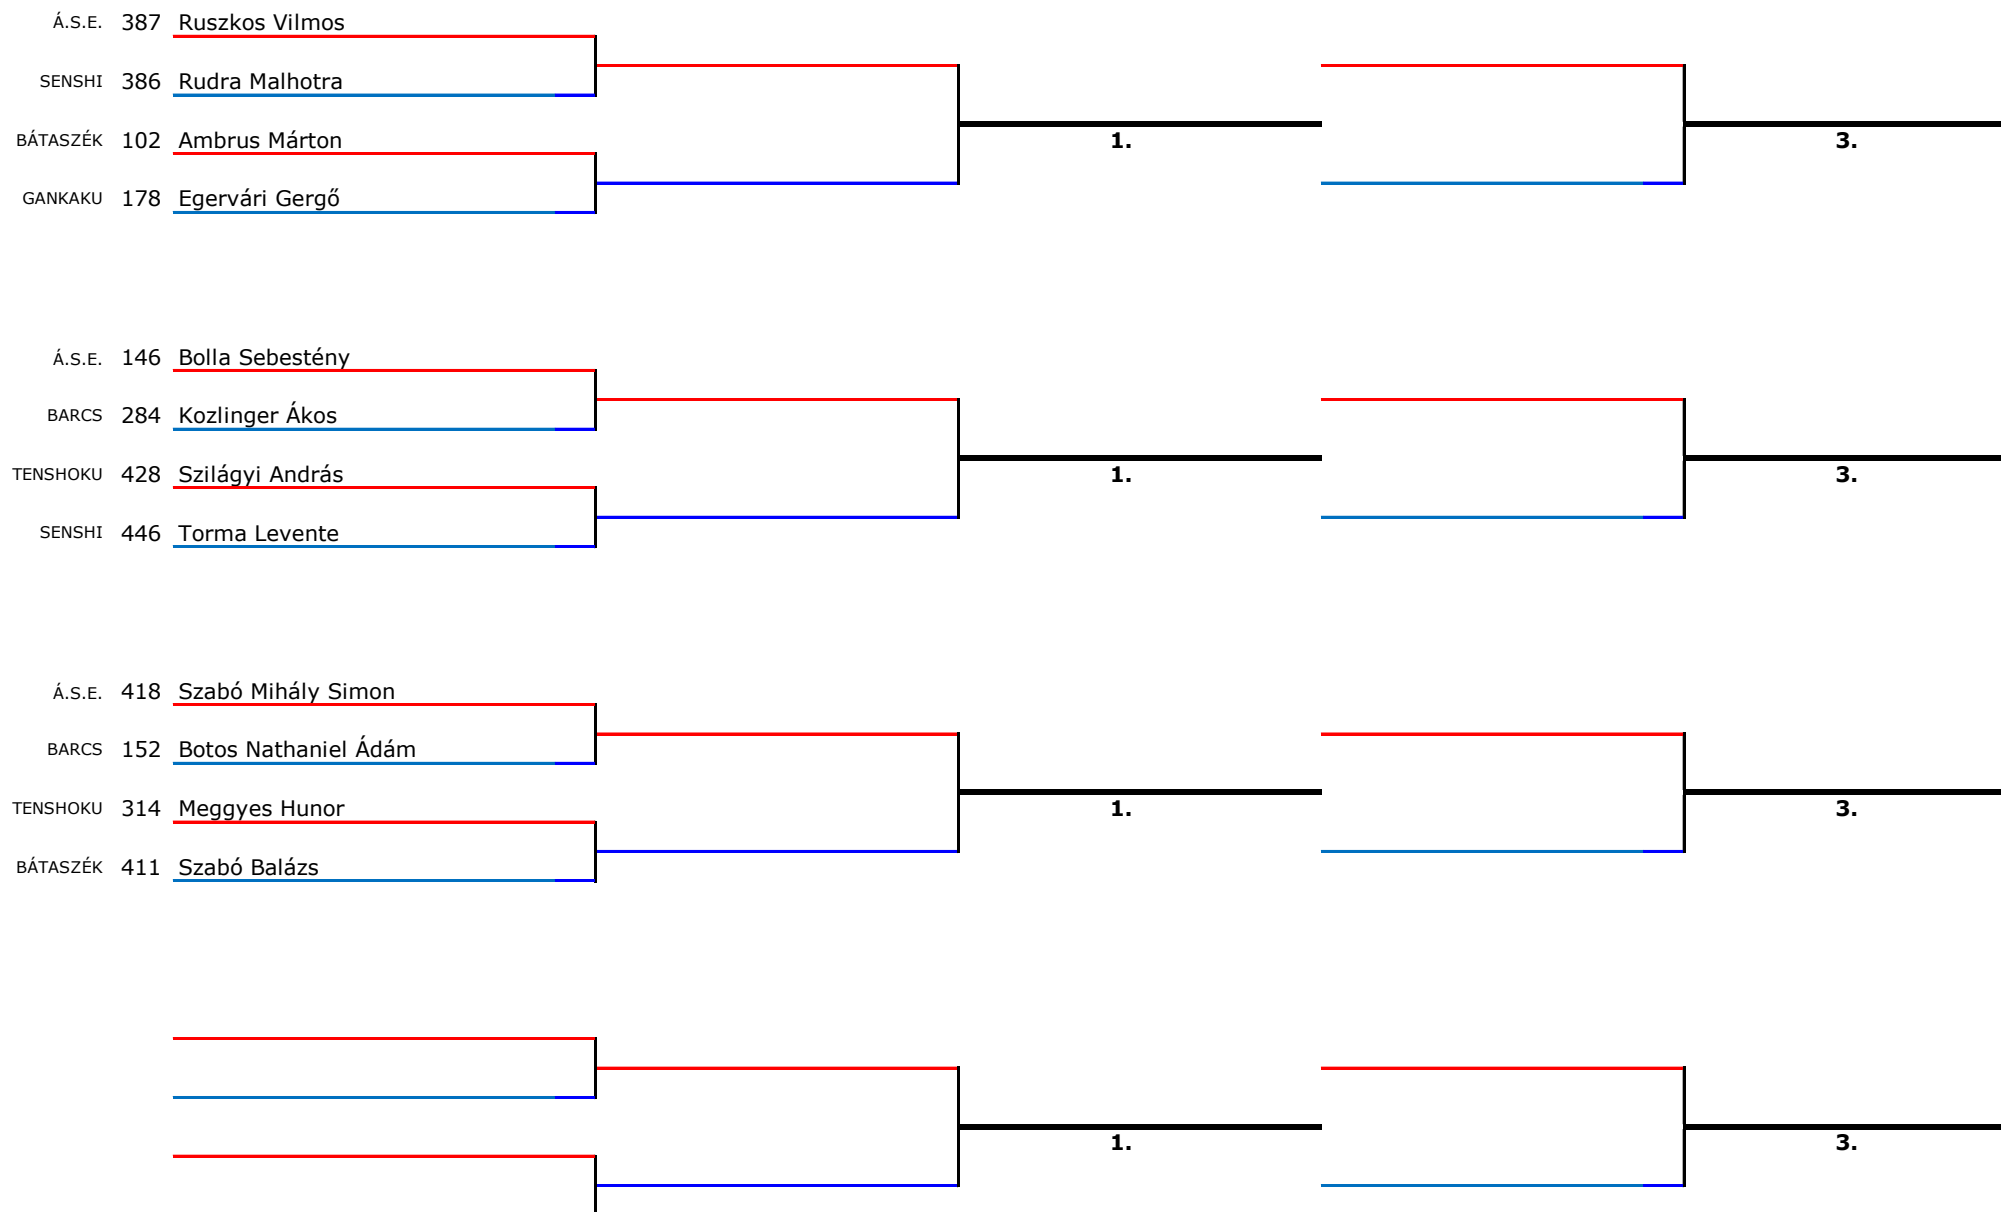 Á.S.E. 387 Ruszkos Vilmos
SENSHI 386 Rudra Malhotra
BÁTASZÉK 102 Ambrus Márton 1. 3.
GANKAKU 178 Egervári Gergő
Á.S.E. 146 Bolla Sebestény
BARCS 284 Kozlinger Ákos
TENSHOKU 428 Szilágyi András 1. 3.
SENSHI 446 Torma Levente
Á.S.E. 418 Szabó Mihály Simon
BARCS 152 Botos Nathaniel Ádám
TENSHOKU 314 Meggyes Hunor 1. 3.
BÁTASZÉK 411 Szabó Balázs
1. 3.